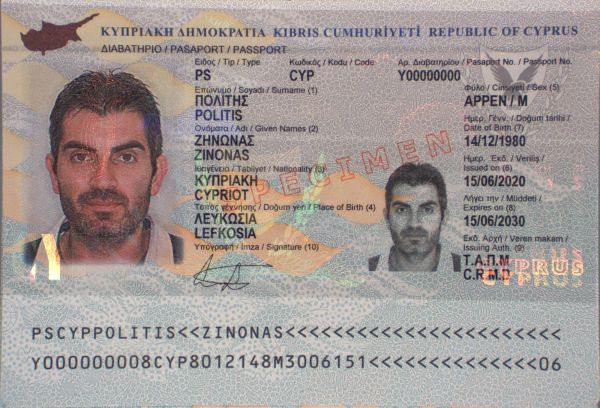 ΚΥΠΡΙΑΚΗ ΔΗΜΟΚΡΑΤΙΑ KIBRIS CUMHURİYETİ REPUBLIC OF CYPRUS
ΔΙΑΒΑΤΗΡΙΟ / PASAPORT / PASSPORT
Είδος / Tip / Type Κωδικός / Kodu / Code Αρ. Διαβατηρίου / Pasaport No. / Passport No.
PS CYP Y00000000
Επώνυμο / Soyadı / Surname (1) Φύλο / Cinsiyeti / Sex (5)
ΠΟΛΙΤΗΣ ΑΡΡΕΝ / M
POLITIS
Ονόματα / Adı / Given Names (2) Ημερ. Γένν. / Doğum tarihi / Date of Birth (7)
ΖΗΝΩΝΑΣ 14/12/1980
ZINONAS
Ιθαγένεια / Tabiiyet / Nationality (3) Ημερ. Έκδ. / Veriliş / Issued on (6)
ΚΥΠΡΙΑΚΗ 15/06/2020
CYPRIOT
Τόπος γέννησης / Doğum yeri / Place of Birth (4) Λήγει την / Müddeti / Expires on (8)
ΛΕΥΚΩΣΙΑ 15/06/2030
LEFKOSIA
Υπογραφή / İmza / Signature (10) Εκδ. Αρχή / Veren makam / Issuing Auth. (9)
Τ.Α.Π.Μ
C.R.M.D
SPECIMEN
CYPRUS
PSCYPPOLITIS<<ZINONAS<<<<<<<<<<<<<<<<<<<<<<<
Y000000008CYP8012148M3006151<<<<<<<<<<<<<<06